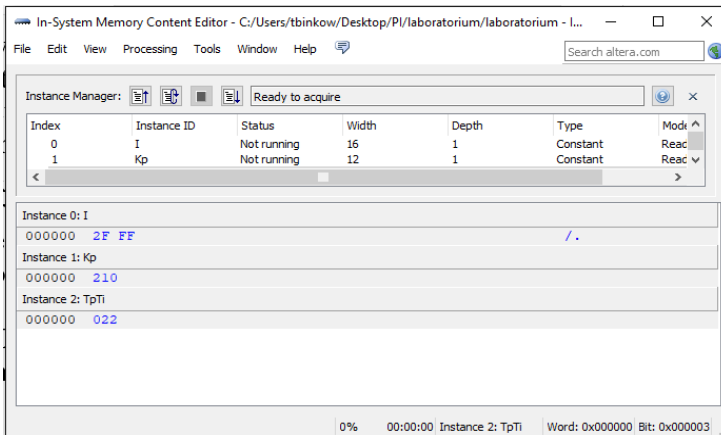 In-System Memory Content Editor - C:/Users/tbinkow/Desktop/PI/laboratorium/laboratorium - I...
File Edit View Processing Tools Window Help Search altera.com
Instance Manager: Ready to acquire
Index Instance ID Status Width Depth Type Mode
0 I Not running 16 1 Constant Read
1 Kp Not running 12 1 Constant Read
Instance 0: I
000000 2F FF /.
Instance 1: Kp
000000 210
Instance 2: TpTi
000000 022
0% 00:00:00 Instance 2: TpTi Word: 0x000000 Bit: 0x000003